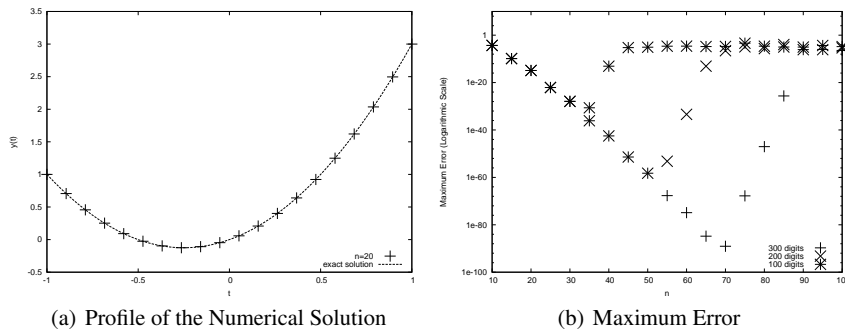 3.5
3
2.5
2
1.5
1
0.5
0
-0.5
y(t)
-1
-0.5
0
0.5
1
t
n=20
exact solution
(a) Profile of the Numerical Solution
1
1e-20
1e-40
1e-60
1e-80
1e-100
Maximum Error (Logarithmic Scale)
10
20
30
40
50
60
70
80
90
100
n
300 digits
200 digits
100 digits
(b) Maximum Error